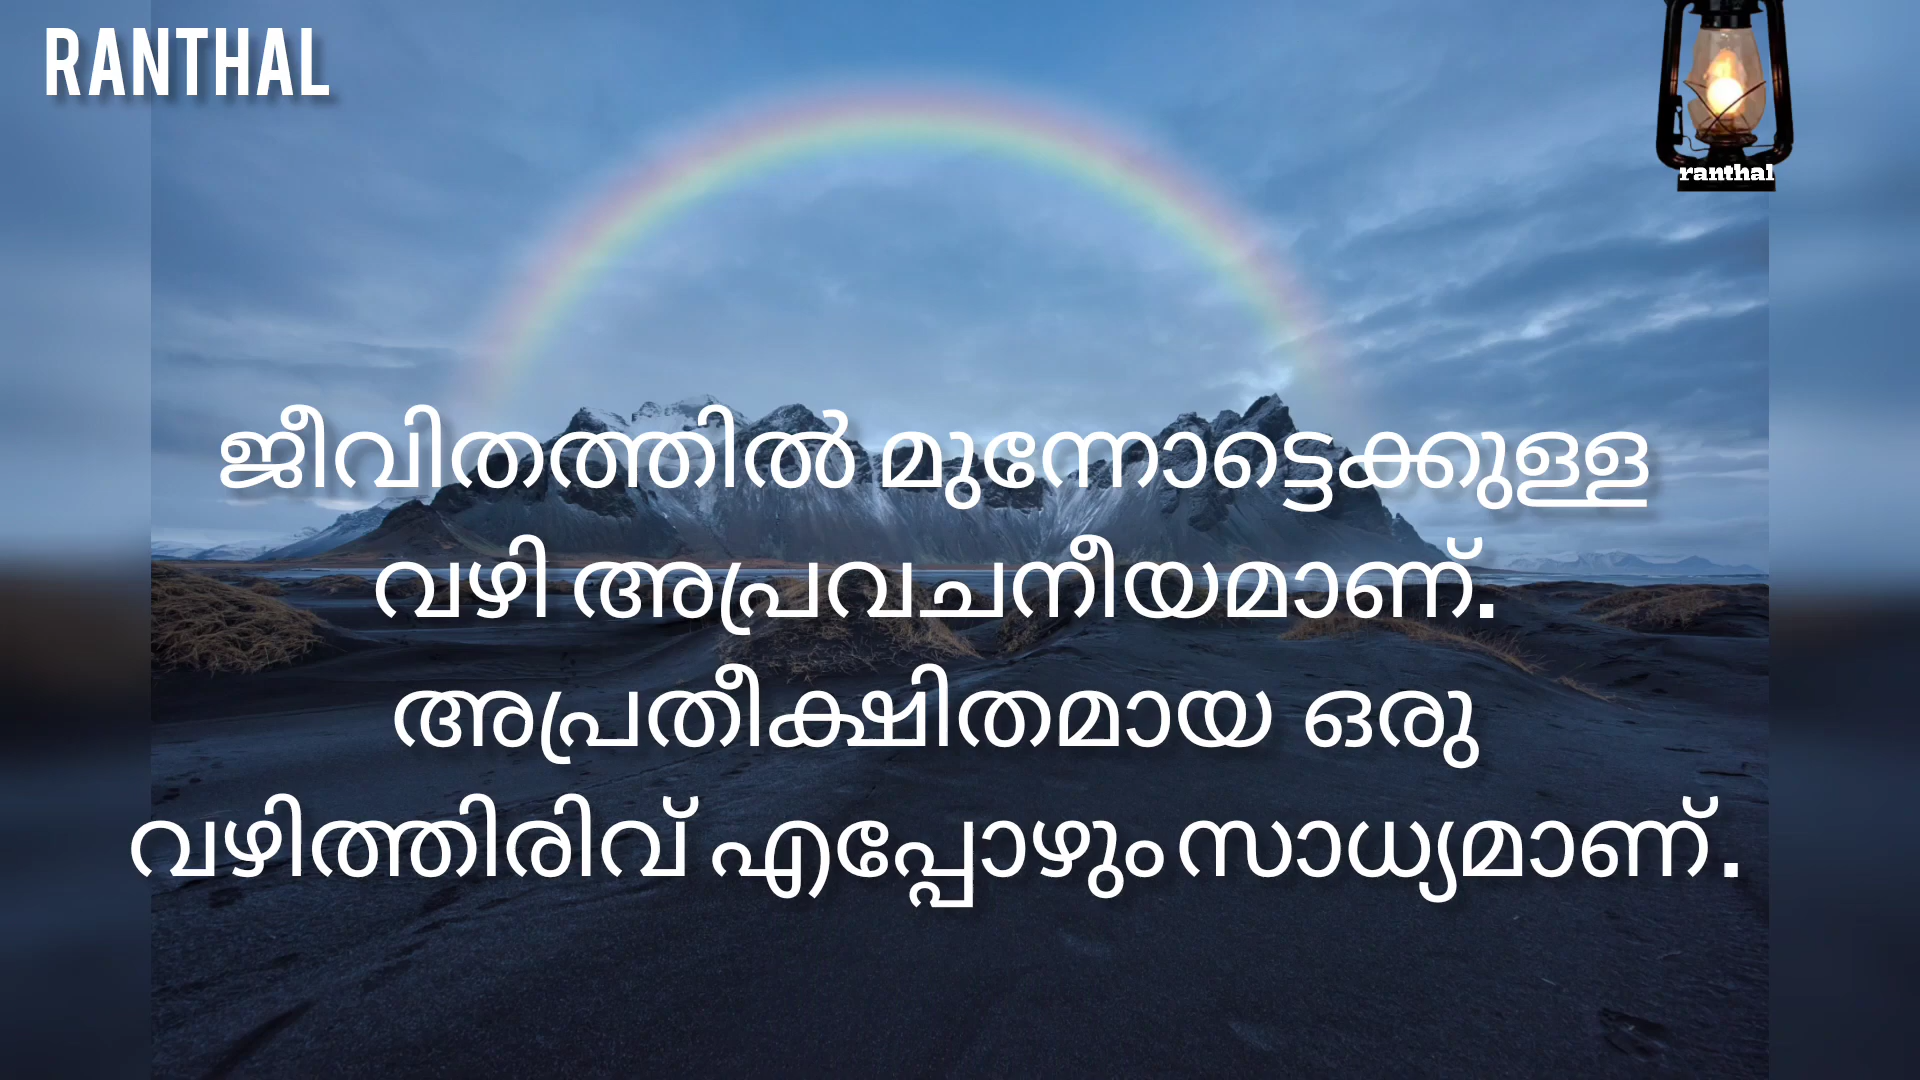 RANTHAL
ranthal
ജീവിതത്തിൽ മുന്നോട്ടെക്കുള്ള
വഴി അപ്രവചനീയമാണ്.
അപ്രതീക്ഷിതമായ ഒരു
വഴിത്തിരിവ് എപ്പോഴും സാധ്യമാണ്.